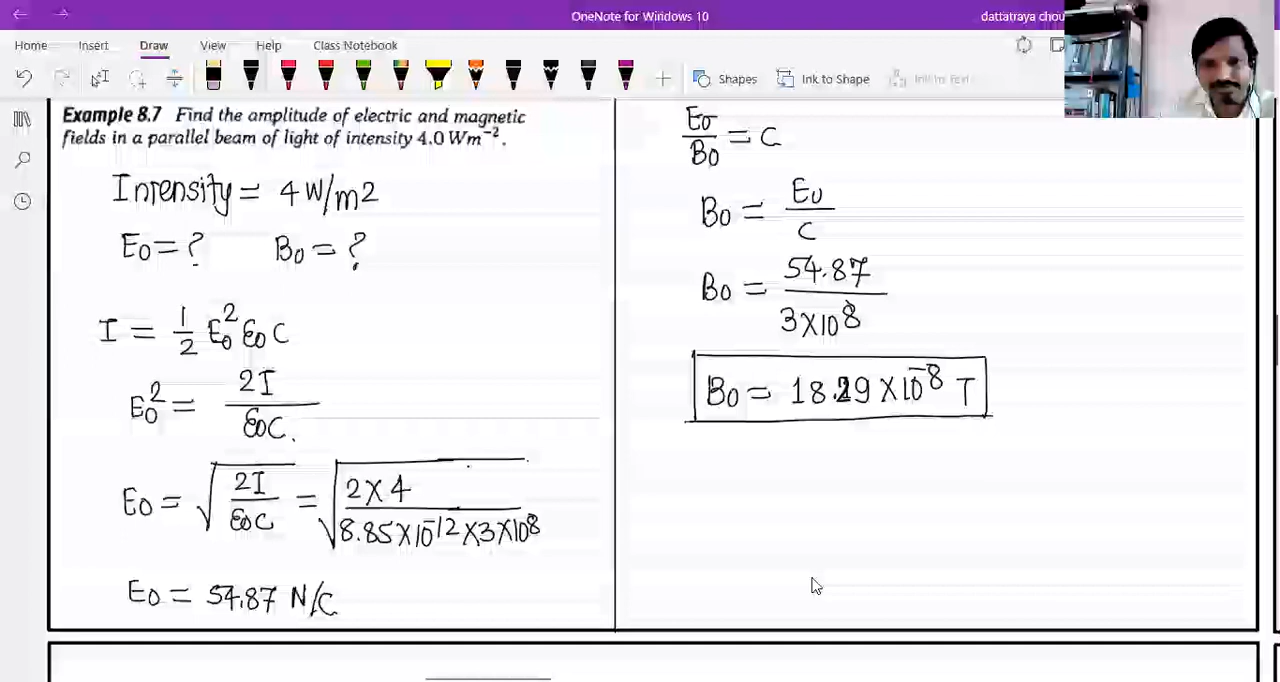 OneNote for Windows 10
dattatraya chou
Home Insert Draw View Help Class Notebook
Shapes Ink to Shape Ink to Text
Example 8.7 Find the amplitude of electric and magnetic
fields in a parallel beam of light of intensity 4.0 Wm⁻².
Intensity = 4 W/m2
E0 = ? B0 = ?
I = 1/2 E0² ε0 C
E0² = 2I / ε0C.
E0 = √(2I / ε0C) = √(2×4 / 8.85×10⁻¹²×3×10⁸)
E0 = 54.87 N/C
E0 / B0 = C
B0 = E0 / C
B0 = 54.87 / 3×10⁸
B0 = 18.29 ×10⁻⁸ T